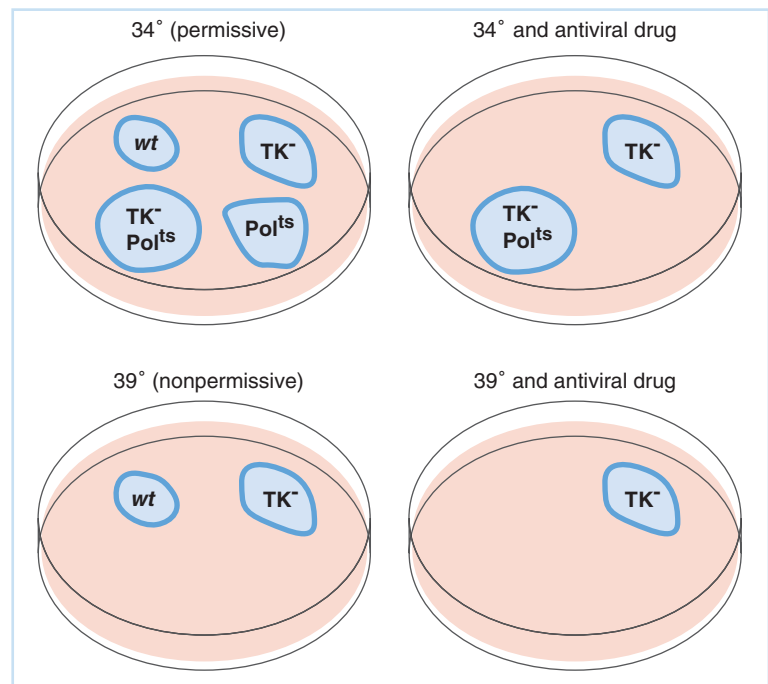 34˚ (permissive)
34˚ and antiviral drug
wt
TK⁻
TK⁻
Polᵗˢ
Polᵗˢ
TK⁻
TK⁻
Polᵗˢ
39˚ (nonpermissive)
39˚ and antiviral drug
wt
TK⁻
TK⁻